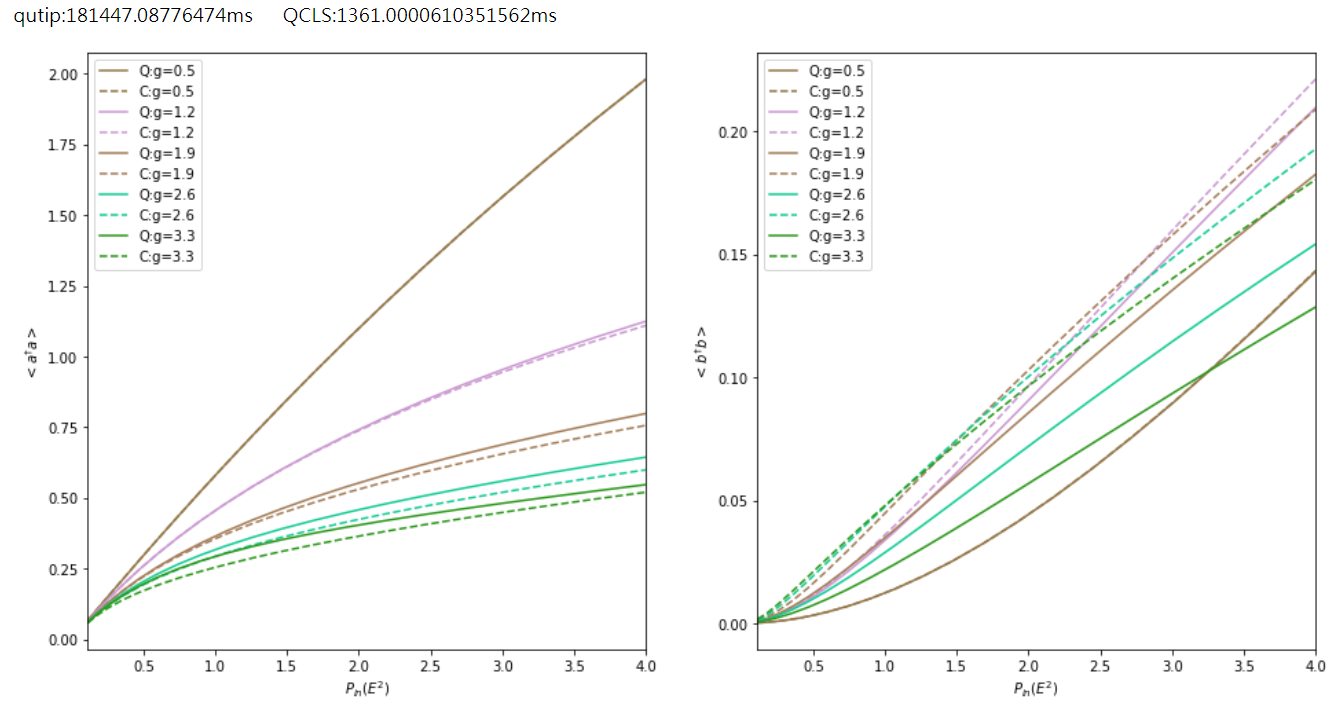 qutip:181447.08776474ms QCLS:1361.0000610351562ms
2.00
1.75
1.50
1.25
1.00
0.75
0.50
0.25
0.00
<a†a>
Q:g=0.5
C:g=0.5
Q:g=1.2
C:g=1.2
Q:g=1.9
C:g=1.9
Q:g=2.6
C:g=2.6
Q:g=3.3
C:g=3.3
0.5 1.0 1.5 2.0 2.5 3.0 3.5 4.0
Pin(E²)
0.20
0.15
0.10
0.05
0.00
<b†b>
Q:g=0.5
C:g=0.5
Q:g=1.2
C:g=1.2
Q:g=1.9
C:g=1.9
Q:g=2.6
C:g=2.6
Q:g=3.3
C:g=3.3
0.5 1.0 1.5 2.0 2.5 3.0 3.5 4.0
Pin(E²)